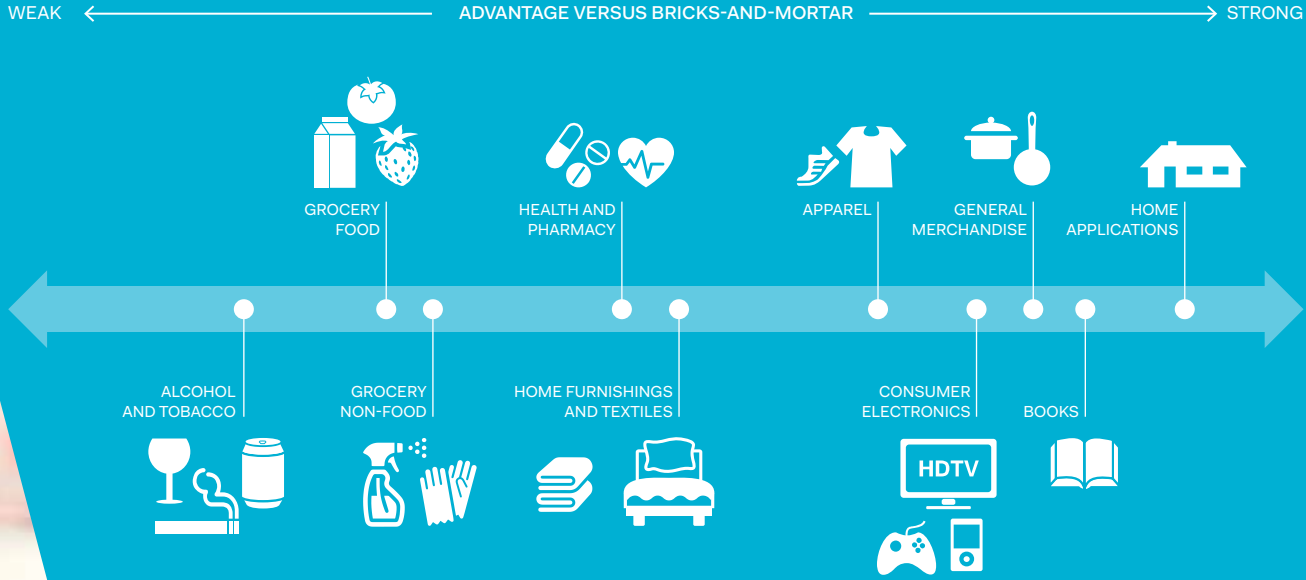 WEAK
ADVANTAGE VERSUS BRICKS-AND-MORTAR
STRONG
GROCERY
FOOD
HEALTH AND
PHARMACY
APPAREL
GENERAL
MERCHANDISE
HOME
APPLICATIONS
ALCOHOL
AND TOBACCO
GROCERY
NON-FOOD
HOME FURNISHINGS
AND TEXTILES
CONSUMER
ELECTRONICS
BOOKS
HDTV